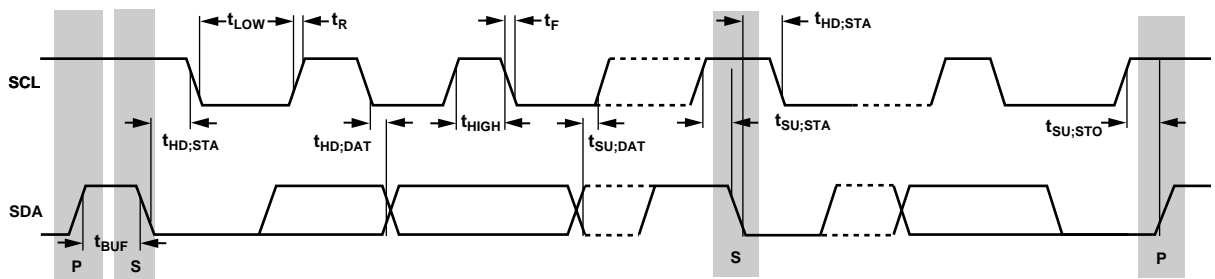 tLOW tR tF tHD;STA
SCL
tHD;STA tHD;DAT tHIGH tSU;DAT tSU;STA tSU;STO
SDA
tBUF
P S S P